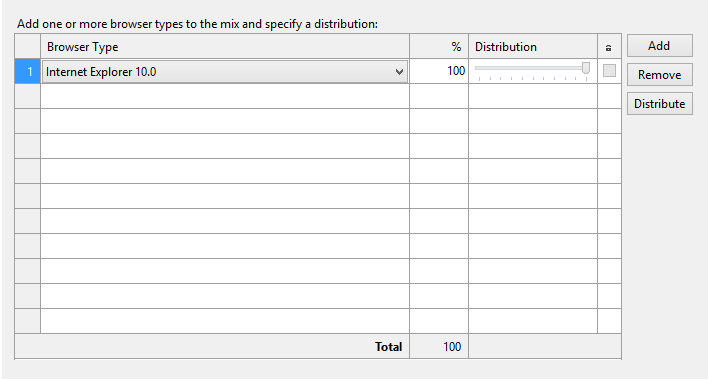 Add one or more browser types to the mix and specify a distribution:
Browser Type % Distribution
1 Internet Explorer 10.0 100
Add
Remove
Distribute
Total 100